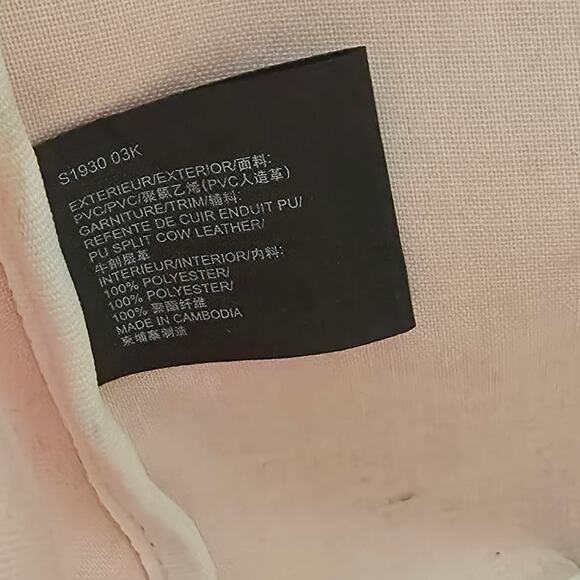 S1930 03K
EXTERIEUR/EXTERIOR/面料:
PVC/PVC/聚氯乙烯(PVC人造革)
GARNITURE/TRIM/辅料:
REFENTE DE CUIR ENDUIT PU/
PU SPLIT COW LEATHER/
牛剖层革
INTERIEUR/INTERIOR/内料:
100% POLYESTER/
100% POLYESTER/
100% 聚酯纤维
MADE IN CAMBODIA
柬埔寨制造